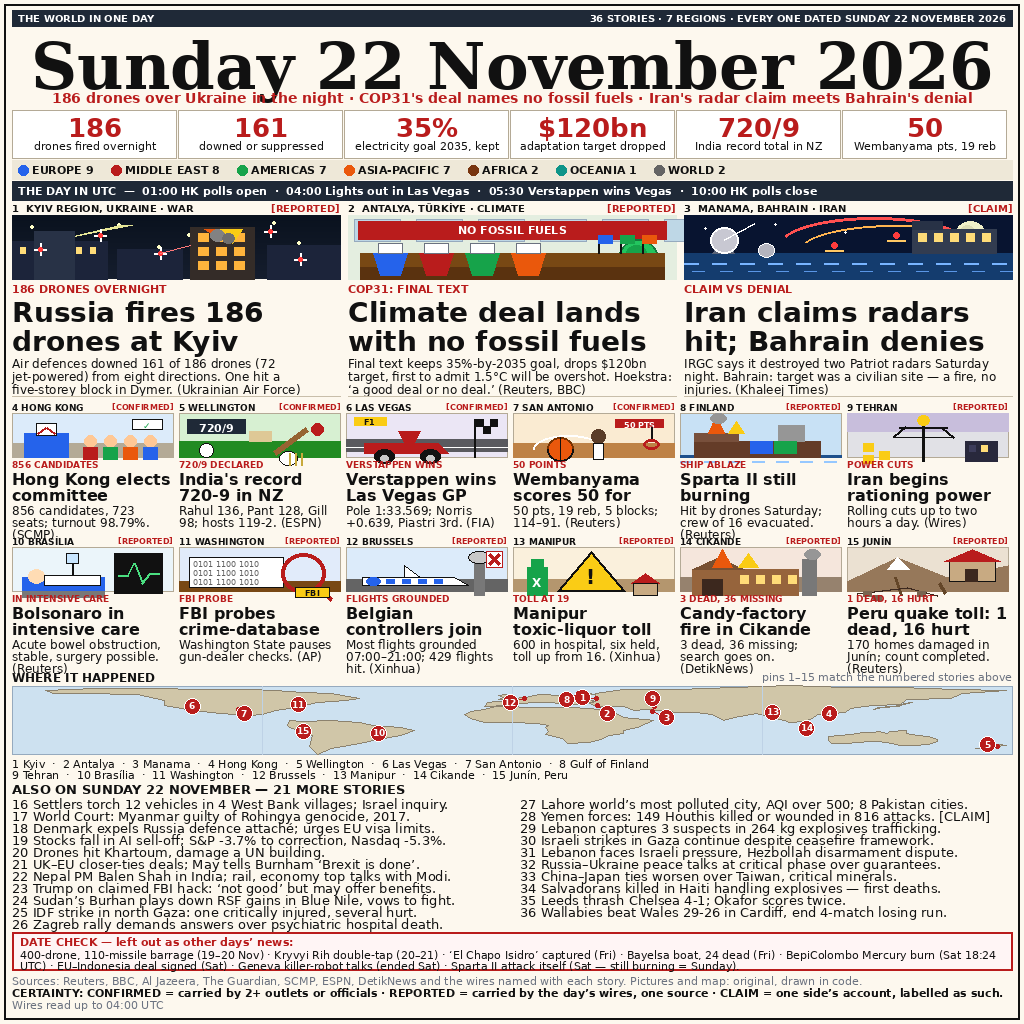 THE WORLD IN ONE DAY
36 STORIES · 7 REGIONS · EVERY ONE DATED SUNDAY 22 NOVEMBER 2026
Sunday 22 November 2026
186 drones over Ukraine in the night · COP31's deal names no fossil fuels · Iran's radar claim meets Bahrain's denial
186
drones fired overnight
161
downed or suppressed
35%
electricity goal 2035, kept
$120bn
adaptation target dropped
720/9
India record total in NZ
50
Wembanyama pts, 19 reb
EUROPE 9 MIDDLE EAST 8 AMERICAS 7 ASIA-PACIFIC 7 AFRICA 2 OCEANIA 1 WORLD 2
THE DAY IN UTC — 01:00 HK polls open · 04:00 Lights out in Las Vegas · 05:30 Verstappen wins Vegas · 10:00 HK polls close
1 KYIV REGION, UKRAINE · WAR [REPORTED]
186 DRONES OVERNIGHT
Russia fires 186
drones at Kyiv
Air defences downed 161 of 186 drones (72
jet-powered) from eight directions. One hit a
five-storey block in Dymer. (Ukrainian Air Force)
2 ANTALYA, TÜRKİYE · CLIMATE [REPORTED]
NO FOSSIL FUELS
COP31: FINAL TEXT
Climate deal lands
with no fossil fuels
Final text keeps 35%-by-2035 goal, drops $120bn
target, first to admit 1.5°C will be overshot. Hoekstra:
‘a good deal or no deal.’ (Reuters, BBC)
3 MANAMA, BAHRAIN · IRAN [CLAIM]
CLAIM VS DENIAL
Iran claims radars
hit; Bahrain denies
IRGC says it destroyed two Patriot radars Saturday
night. Bahrain: target was a civilian site — a fire, no
injuries. (Khaleej Times)
4 HONG KONG [CONFIRMED]
✓
856 CANDIDATES
Hong Kong elects
committee
856 candidates, 723
seats; turnout 98.79%.
(SCMP)
5 WELLINGTON [CONFIRMED]
720/9
720/9 DECLARED
India's record
720-9 in NZ
Rahul 136, Pant 128, Gill
98; hosts 119-2. (ESPN)
6 LAS VEGAS [CONFIRMED]
F1
VERSTAPPEN WINS
Verstappen wins
Las Vegas GP
Pole 1:33.569; Norris
+0.639, Piastri 3rd. (FIA)
7 SAN ANTONIO [CONFIRMED]
50 PTS
50 POINTS
Wembanyama
scores 50 for
50 pts, 19 reb, 5 blocks;
114–91. (Reuters)
8 FINLAND [REPORTED]
SHIP ABLAZE
Sparta II still
burning
Hit by drones Saturday;
crew of 16 evacuated.
(Reuters)
9 TEHRAN [REPORTED]
POWER CUTS
Iran begins
rationing power
Rolling cuts up to two
hours a day. (Wires)
10 BRASÍLIA [REPORTED]
IN INTENSIVE CARE
Bolsonaro in
intensive care
Acute bowel obstruction,
stable, surgery possible.
(Reuters)
11 WASHINGTON [REPORTED]
0101 1100 1010
0101 1100 1010
0101 1100 1010
FBI
FBI PROBE
FBI probes
crime-database
Washington State pauses
gun-dealer checks. (AP)
12 BRUSSELS [REPORTED]
FLIGHTS GROUNDED
Belgian
controllers join
Most flights grounded
07:00–21:00; 429 flights
hit. (Xinhua)
13 MANIPUR [REPORTED]
X
!
TOLL AT 19
Manipur
toxic-liquor toll
600 in hospital, six held,
toll up from 16. (Xinhua)
14 CIKANDE [REPORTED]
3 DEAD, 36 MISSING
Candy-factory
fire in Cikande
3 dead, 36 missing;
search goes on.
(DetikNews)
15 JUNÍN [REPORTED]
1 DEAD, 16 HURT
Peru quake toll: 1
dead, 16 hurt
170 homes damaged in
Junín; count completed.
(Reuters)
WHERE IT HAPPENED
pins 1–15 match the numbered stories above
6 7 11 15 10 12 8 1 2 9 3 13 14 4 5
1 Kyiv · 2 Antalya · 3 Manama · 4 Hong Kong · 5 Wellington · 6 Las Vegas · 7 San Antonio · 8 Gulf of Finland
9 Tehran · 10 Brasília · 11 Washington · 12 Brussels · 13 Manipur · 14 Cikande · 15 Junín, Peru
ALSO ON SUNDAY 22 NOVEMBER — 21 MORE STORIES
16 Settlers torch 12 vehicles in 4 West Bank villages; Israel inquiry.
17 World Court: Myanmar guilty of Rohingya genocide, 2017.
18 Denmark expels Russia defence attaché; urges EU visa limits.
19 Stocks fall in AI sell-off; S&P -3.7% to correction, Nasdaq -5.3%.
20 Drones hit Khartoum, damage a UN building.
21 UK–EU closer-ties deals; May tells Burnham ‘Brexit is done’.
22 Nepal PM Balen Shah in India; rail, economy top talks with Modi.
23 Trump on claimed FBI hack: ‘not good’ but may offer benefits.
24 Sudan's Burhan plays down RSF gains in Blue Nile, vows to fight.
25 IDF strike in north Gaza: one critically injured, several hurt.
26 Zagreb rally demands answers over psychiatric hospital death.
27 Lahore world's most polluted city, AQI over 500; 8 Pakistan cities.
28 Yemen forces: 149 Houthis killed or wounded in 816 attacks. [CLAIM]
29 Lebanon captures 3 suspects in 264 kg explosives trafficking.
30 Israel strikes in Gaza continue despite ceasefire framework.
31 Lebanon faces Israeli pressure, Hezbollah disarmament dispute.
32 Russia–Ukraine peace talks at critical phase over guarantees.
33 China–Japan ties worsen over Taiwan, critical minerals.
34 Salvadorans killed in Haiti handling explosives — first deaths.
35 Leeds thrash Chelsea 4-1; Okafor scores twice.
36 Wallabies beat Wales 29-26 in Cardiff, end 4-match losing run.
DATE CHECK — left out as other days’ news:
400-drone, 110-missile barrage (19–20 Nov) · Kryvyi Rih double-tap (20–21) · ‘El Chapo Isidro’ captured (Fri) · Bayelsa boat, 24 dead (Fri) · BepiColombo Mercury burn (Sat 18:24
UTC) · EU–Indonesia deal signed (Sat) · Geneva killer-robot talks (ended Sat) · Sparta II attack itself (Sat — still burning = Sunday).
Sources: Reuters, BBC, Al Jazeera, The Guardian, SCMP, ESPN, DetikNews and the wires named with each story. Pictures and map: original, drawn in code.
CERTAINTY: CONFIRMED = carried by 2+ outlets or officials · REPORTED = carried by the day’s wires, one source · CLAIM = one side’s account, labelled as such.
Wires read up to 04:00 UTC